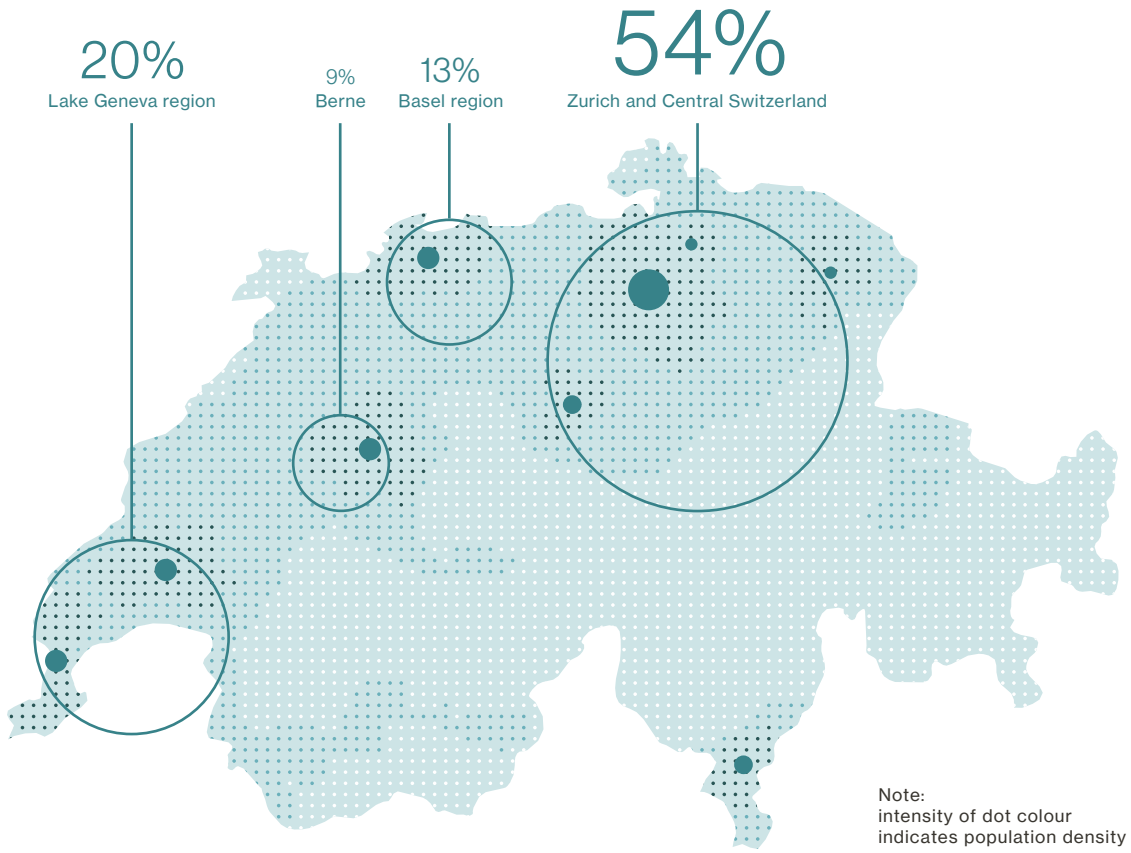 20%
Lake Geneva region
9%
Berne
13%
Basel region
54%
Zurich and Central Switzerland
Note:
intensity of dot colour
indicates population density